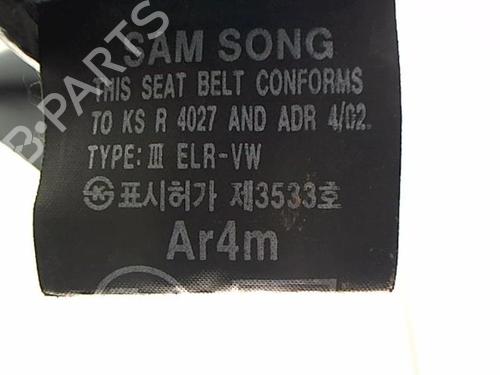 SAM SONG
THIS SEAT BELT CONFORMS
TO KS R 4027 AND ADR 4/02.
TYPE: III ELR-VW
㉿표시허가 제3533호
Ar4m
B-PARTS